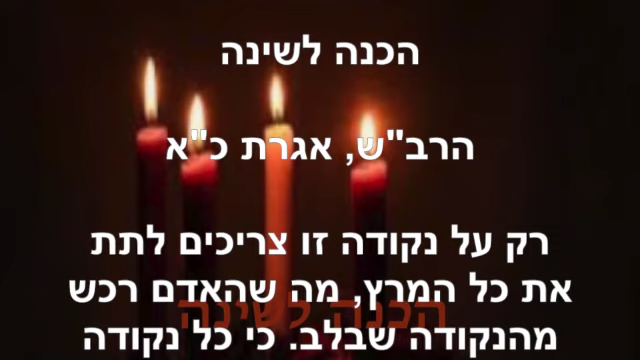 הכנה לשינה
הרב"ש, אגרת כ"א
רק על נקודה זו צריכים לתת
את כל המרץ, מה שהאדם רכש
הכנה לשינה
מהנקודה שבלב. כי כל נקודה